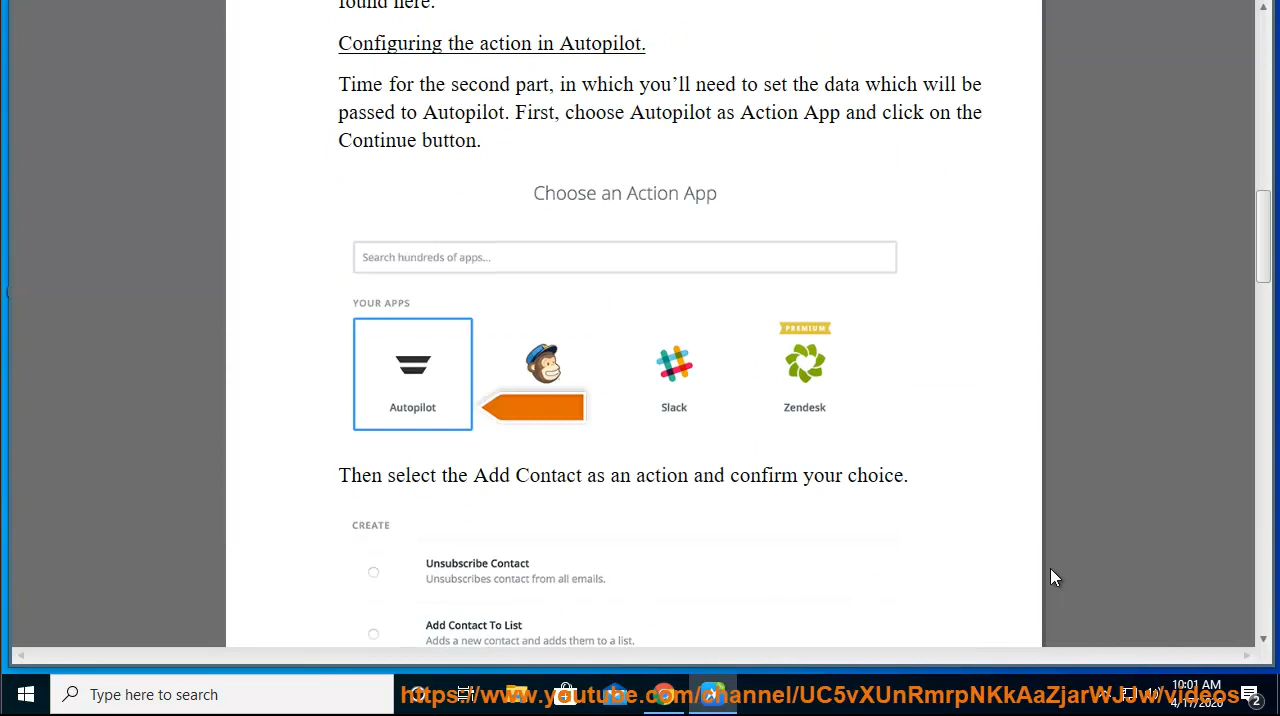 found here.
Configuring the action in Autopilot.
Time for the second part, in which you’ll need to set the data which will be
passed to Autopilot. First, choose Autopilot as Action App and click on the
Continue button.
Choose an Action App
Search hundreds of apps...
YOUR APPS
PREMIUM
Autopilot
Slack
Zendesk
Then select the Add Contact as an action and confirm your choice.
CREATE
Unsubscribe Contact
Unsubscribes contact from all emails.
Add Contact To List
Adds a new contact and adds them to a list.
Type here to search
https://www.youtube.com/channel/UC5vXUnRmrpNKkAaZjarWJJw/videos
10:01 AM
4/17/2020
2